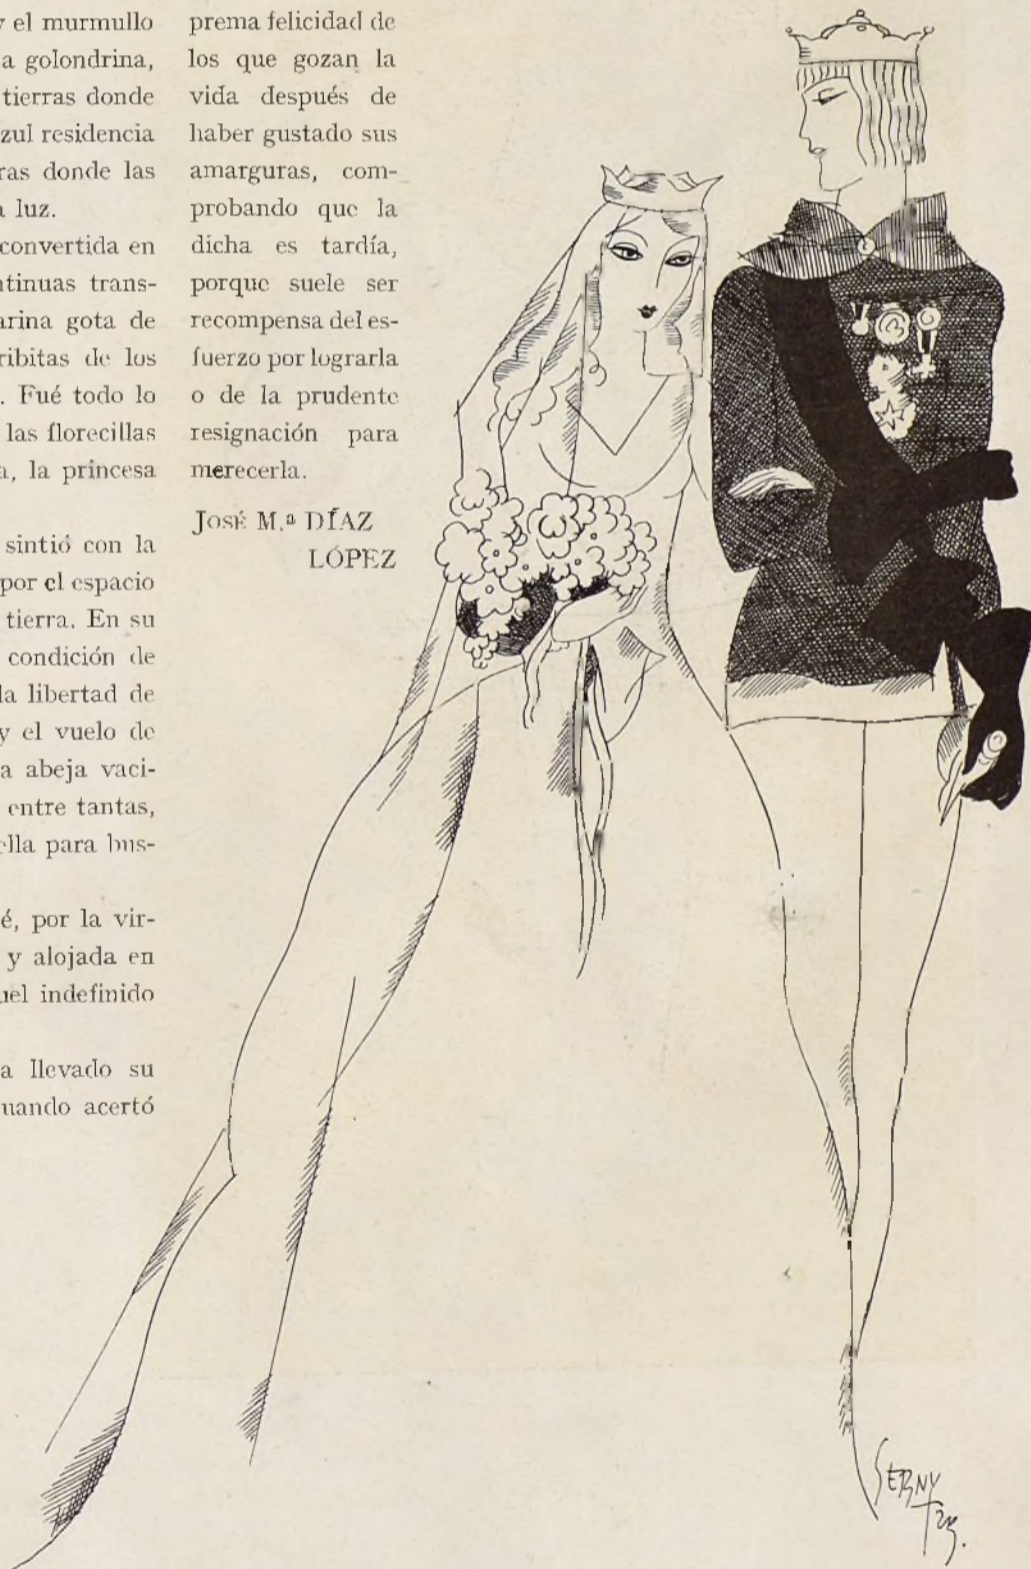 y el murmullo
a golondrina,
tierras donde
zul residencia
ras donde las
a luz.
convertida en
ntinuas trans-
arina gota de
ribitas de los
. Fué todo lo
las florecillas
a, la princesa
sintió con la
por el espacio
tierra. En su
condición de
la libertad de
y el vuelo de
a abeja vaci-
entre tantas,
ella para bus-
é, por la vir-
y alojada en
uel indefinido
a llevado su
uando acertó
prema felicidad de
los que gozan la
vida después de
haber gustado sus
amarguras, com-
probando que la
dicha es tardía,
porque suele ser
recompensa del es-
fuerzo por lograrla
o de la prudente
resignación para
merecerla.
JOSÉ M.ª DÍAZ
LÓPEZ
SERNY